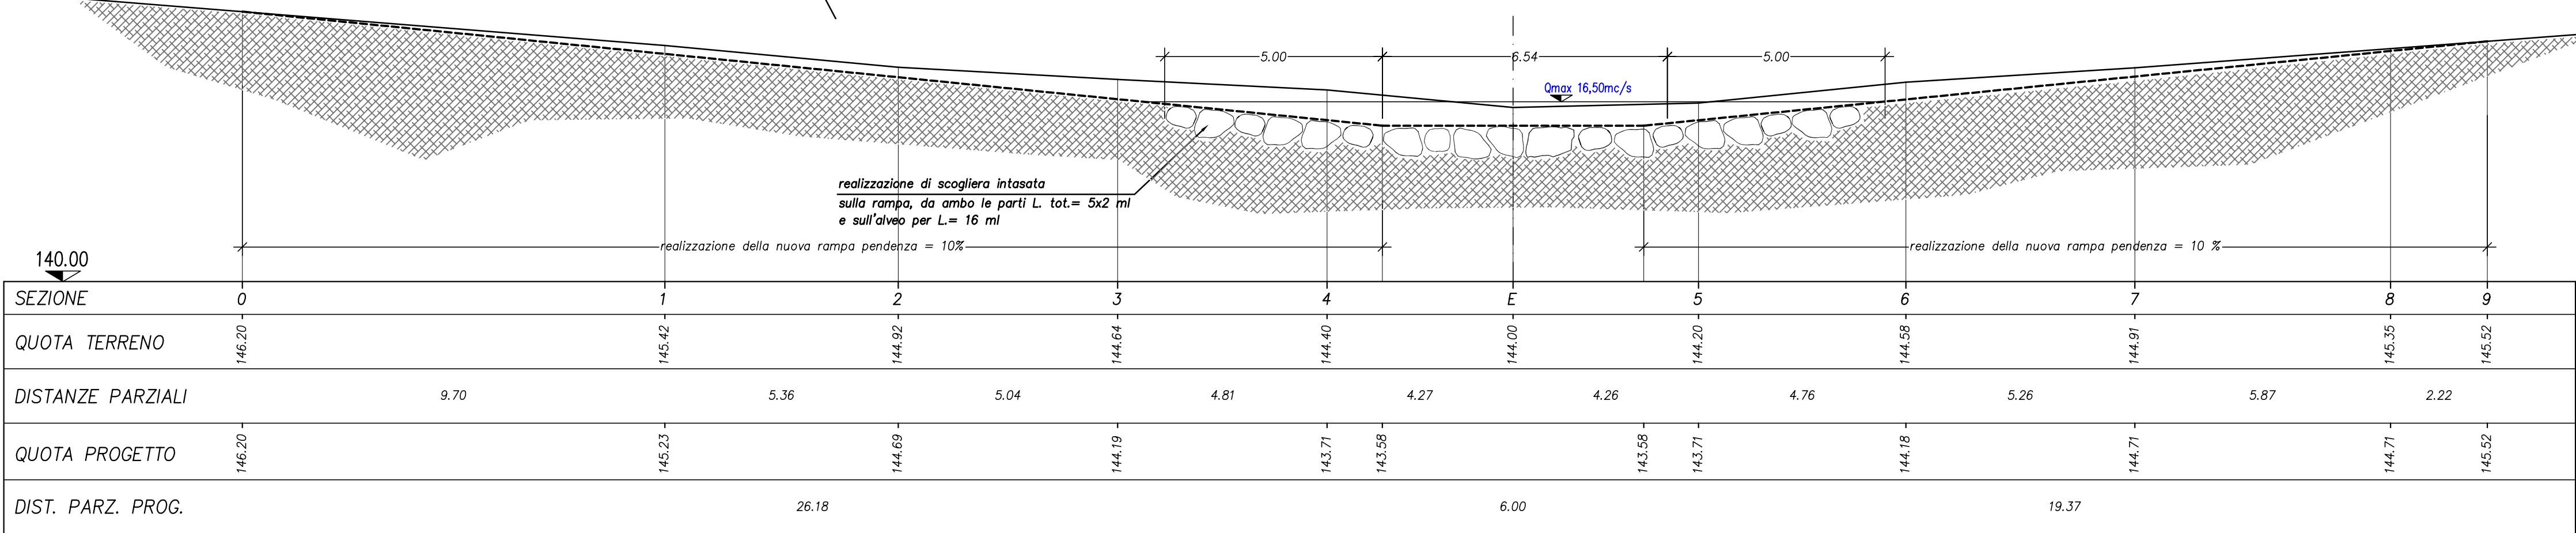 5.00 6.54 5.00
Qmax 16,50mc/s
realizzazione di scogliera intasata
sulla rampa, da ambo le parti L. tot.= 5x2 ml
e sull'alveo per L.= 16 ml
realizzazione della nuova rampa pendenza = 10%
realizzazione della nuova rampa pendenza = 10 %
140.00
SEZIONE 0 1 2 3 4 E 5 6 7 8 9
QUOTA TERRENO 146.20 145.42 144.92 144.64 144.40 144.00 144.20 144.58 144.91 145.35 145.52
DISTANZE PARZIALI 9.70 5.36 5.04 4.81 4.27 4.26 4.76 5.26 5.87 2.22
QUOTA PROGETTO 146.20 145.23 144.69 144.19 143.71 143.58 143.58 143.71 144.18 144.71 144.71 145.52
DIST. PARZ. PROG. 26.18 6.00 19.37